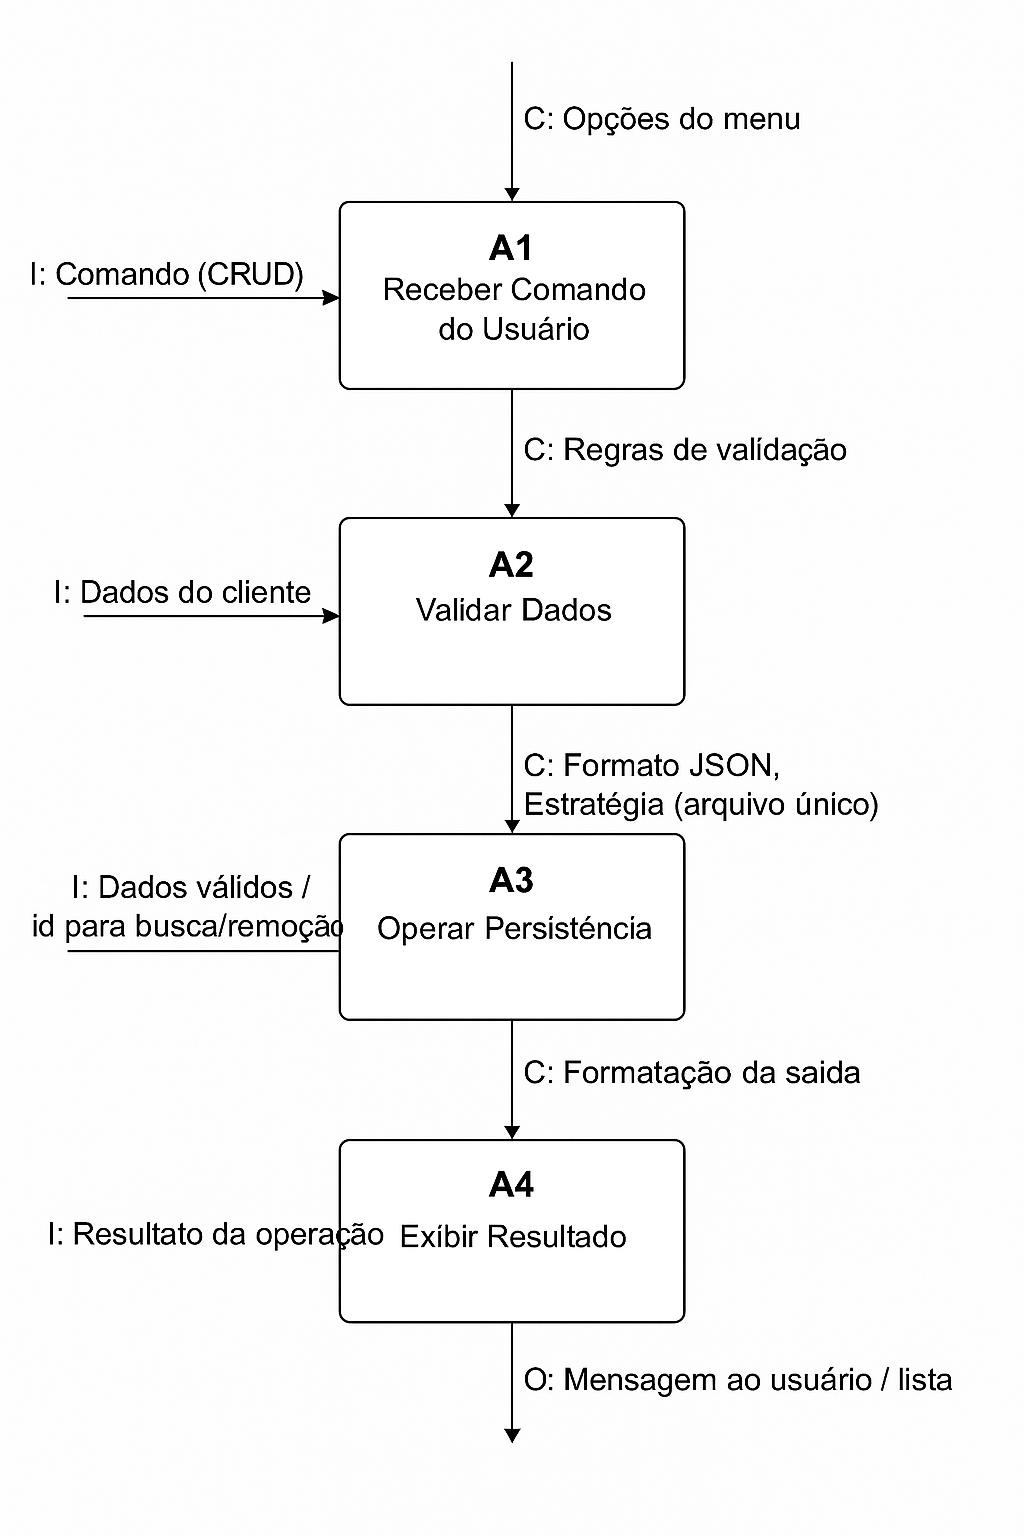 C: Opções do menu
A1
I: Comando (CRUD)
Receber Comando
do Usuário
C: Regras de valídação
A2
I: Dados do cliente
Validar Dados
C: Formato JSON,
Estratégia (arquivo úníco)
A3
I: Dados válídos /
id para busca/remoção
Operar Persisténcia
C: Formatação da saida
A4
I: Resultato da operação
Exíbir Resultado
O: Mensagem ao usuário / lista